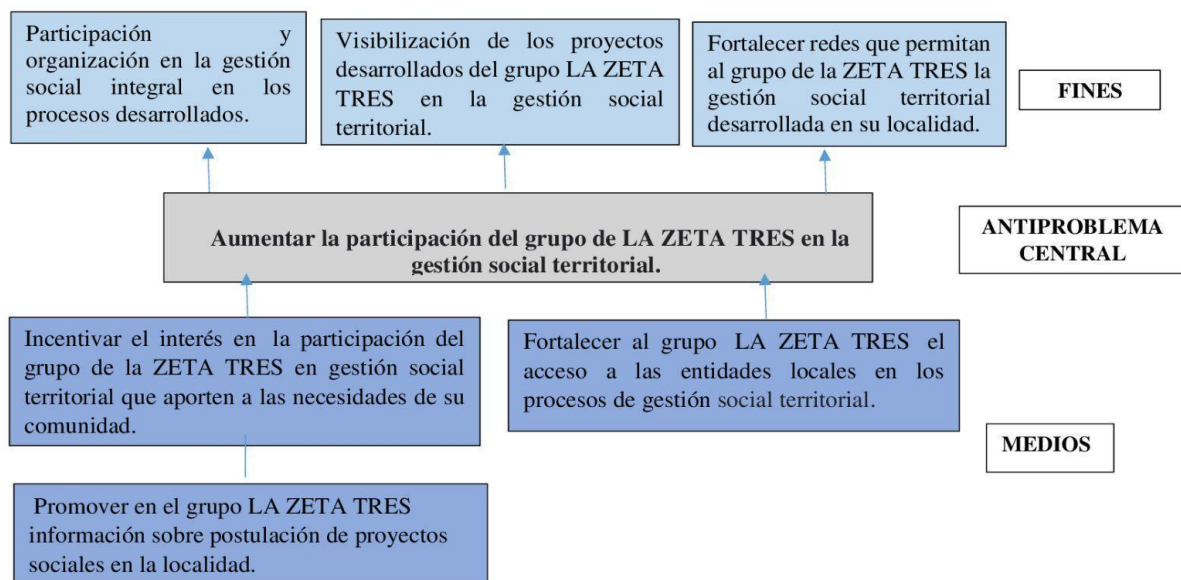 Participación y
organización en la gestión
social integral en los
procesos desarrollados.
Visibilización de los proyectos
desarrollados del grupo LA ZETA
TRES en la gestión social
territorial.
Fortalecer redes que permitan
al grupo de la ZETA TRES la
gestión social territorial
desarrollada en su localidad.
FINES
Aumentar la participación del grupo de LA ZETA TRES en la
gestión social territorial.
ANTIPROBLEMA
CENTRAL
Incentivar el interés en la participación del
grupo de la ZETA TRES en gestión social
territorial que aporten a las necesidades de su
comunidad.
Fortalecer al grupo LA ZETA TRES el
acceso a las entidades locales en los
procesos de gestión social territorial.
MEDIOS
Promover en el grupo LA ZETA TRES
información sobre postulación de proyectos
sociales en la localidad.